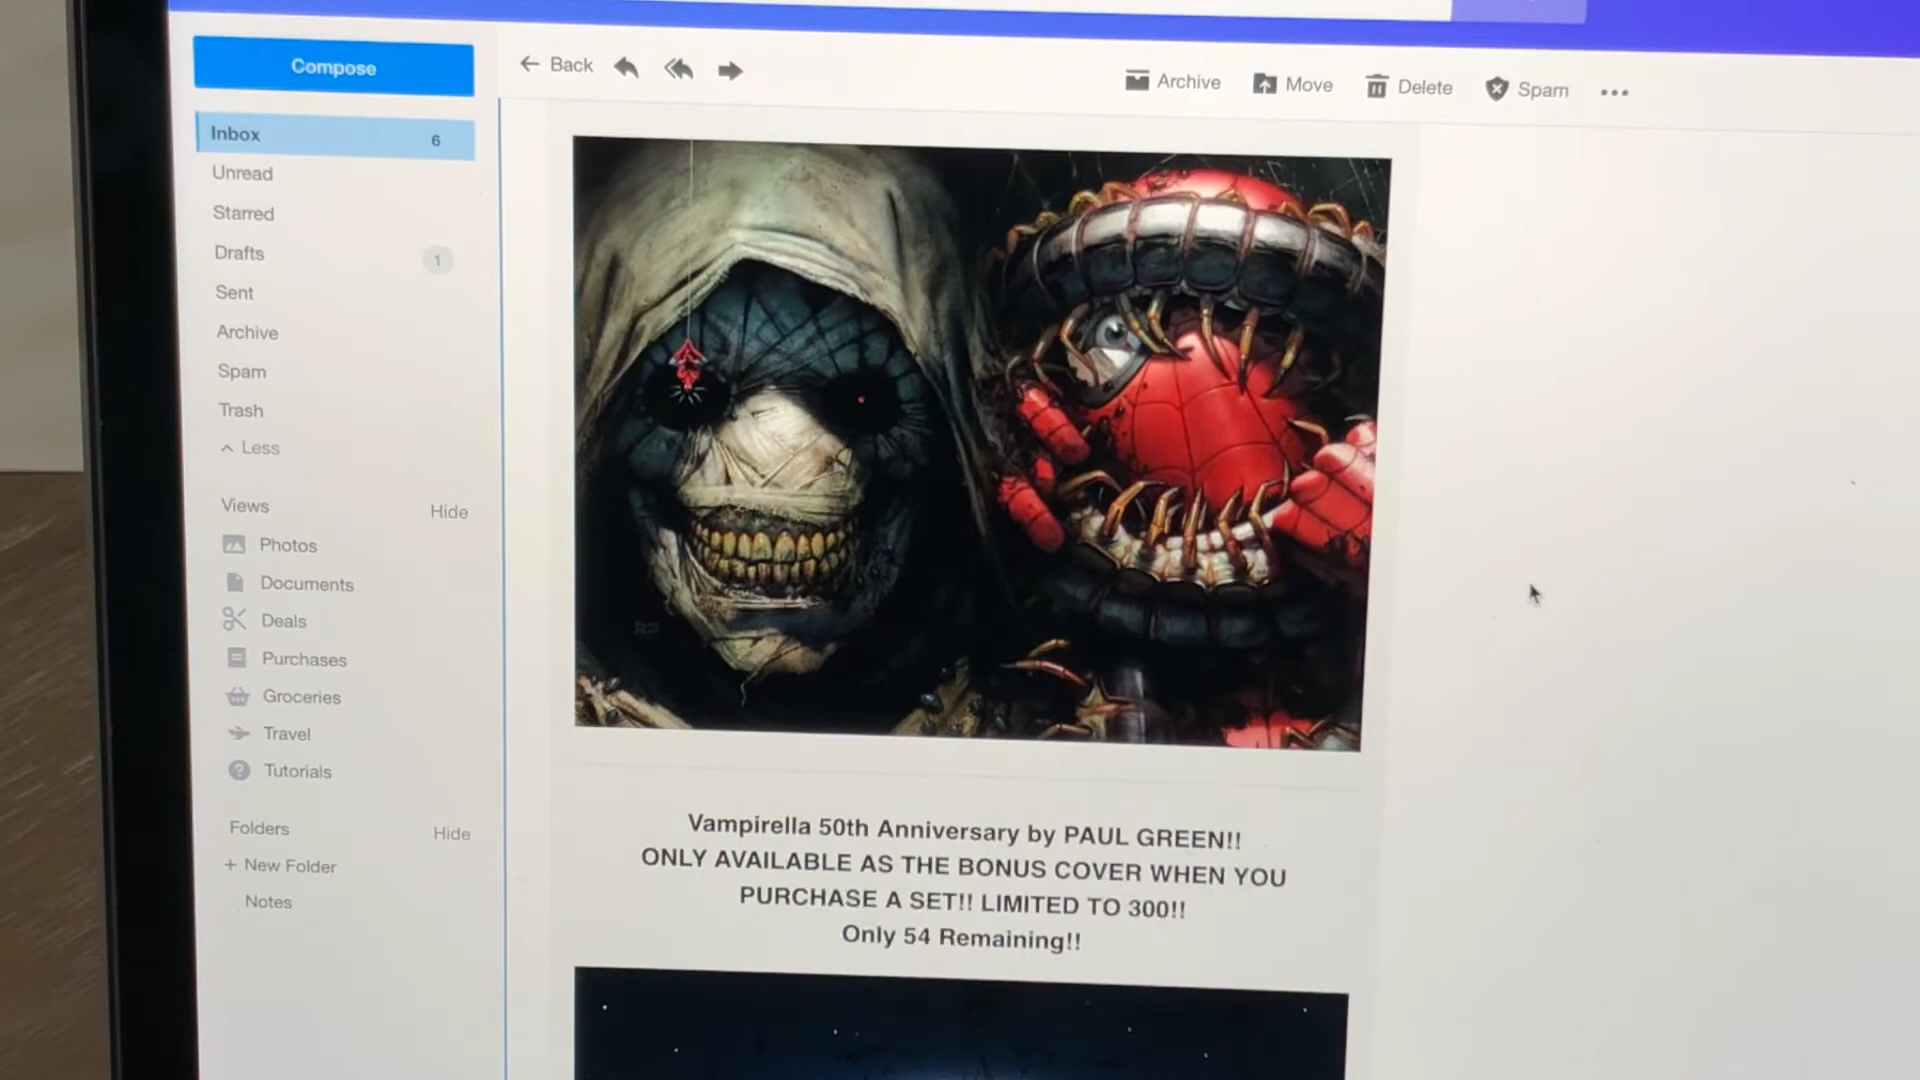 Compose
Back
Archive
Move
Delete
Spam
Inbox 6
Unread
Starred
Drafts 1
Sent
Archive
Spam
Trash
Less
Views Hide
Photos
Documents
Deals
Purchases
Groceries
Travel
Tutorials
Folders Hide
+ New Folder
Notes
Vampirella 50th Anniversary by PAUL GREEN!!
ONLY AVAILABLE AS THE BONUS COVER WHEN YOU
PURCHASE A SET!! LIMITED TO 300!!
Only 54 Remaining!!